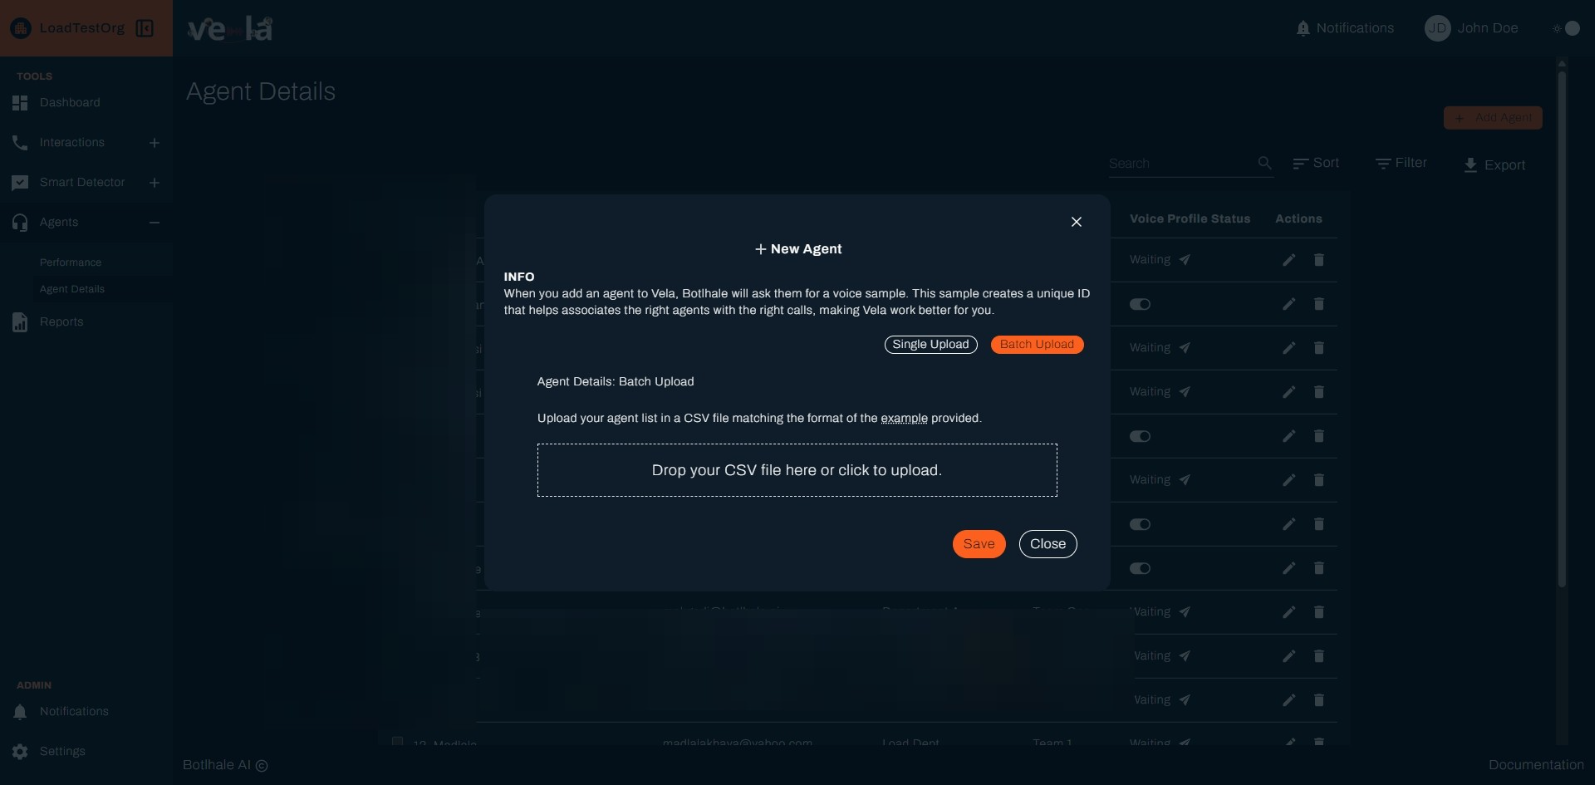 LoadTestOrg
vela
Notifications
JD
John Doe
TOOLS
Dashboard
Interactions
Smart Detector
Agents
Performance
Agent Details
Reports
ADMIN
Notifications
Settings
Agent Details
+ Add Agent
Search
Sort
Filter
Export
Voice Profile Status Actions
Waiting
Waiting
Waiting
Waiting
+ New Agent
INFO
When you add an agent to Vela, Botlhale will ask them for a voice sample. This sample creates a unique ID
that helps associates the right agents with the right calls, making Vela work better for you.
Single Upload
Batch Upload
Agent Details: Batch Upload
Upload your agent list in a CSV file matching the format of the example provided.
Drop your CSV file here or click to upload.
Save
Close
Waiting
Waiting
Waiting
madlalakhaya@yahoo.com Load Dept Team 1 Waiting
Botlhale AI ©
Documentation